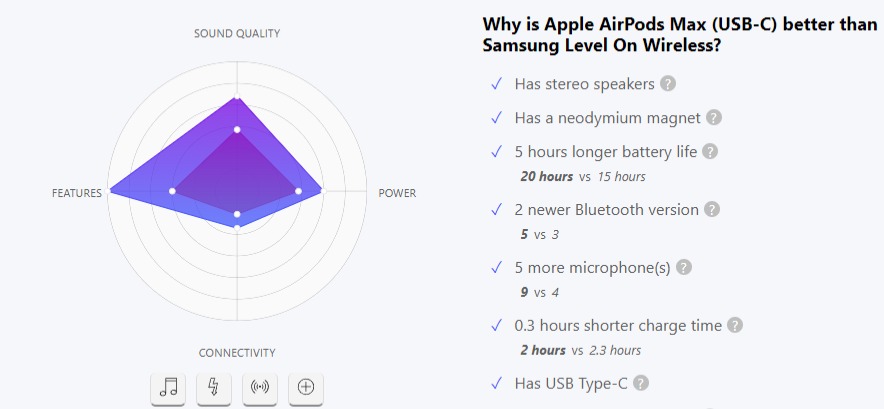 SOUND QUALITY
FEATURES
POWER
CONNECTIVITY
Why is Apple AirPods Max (USB-C) better than
Samsung Level On Wireless?
✓ Has stereo speakers ?
✓ Has a neodymium magnet ?
✓ 5 hours longer battery life ?
20 hours vs 15 hours
✓ 2 newer Bluetooth version ?
5 vs 3
✓ 5 more microphone(s) ?
9 vs 4
✓ 0.3 hours shorter charge time ?
2 hours vs 2.3 hours
✓ Has USB Type-C ?